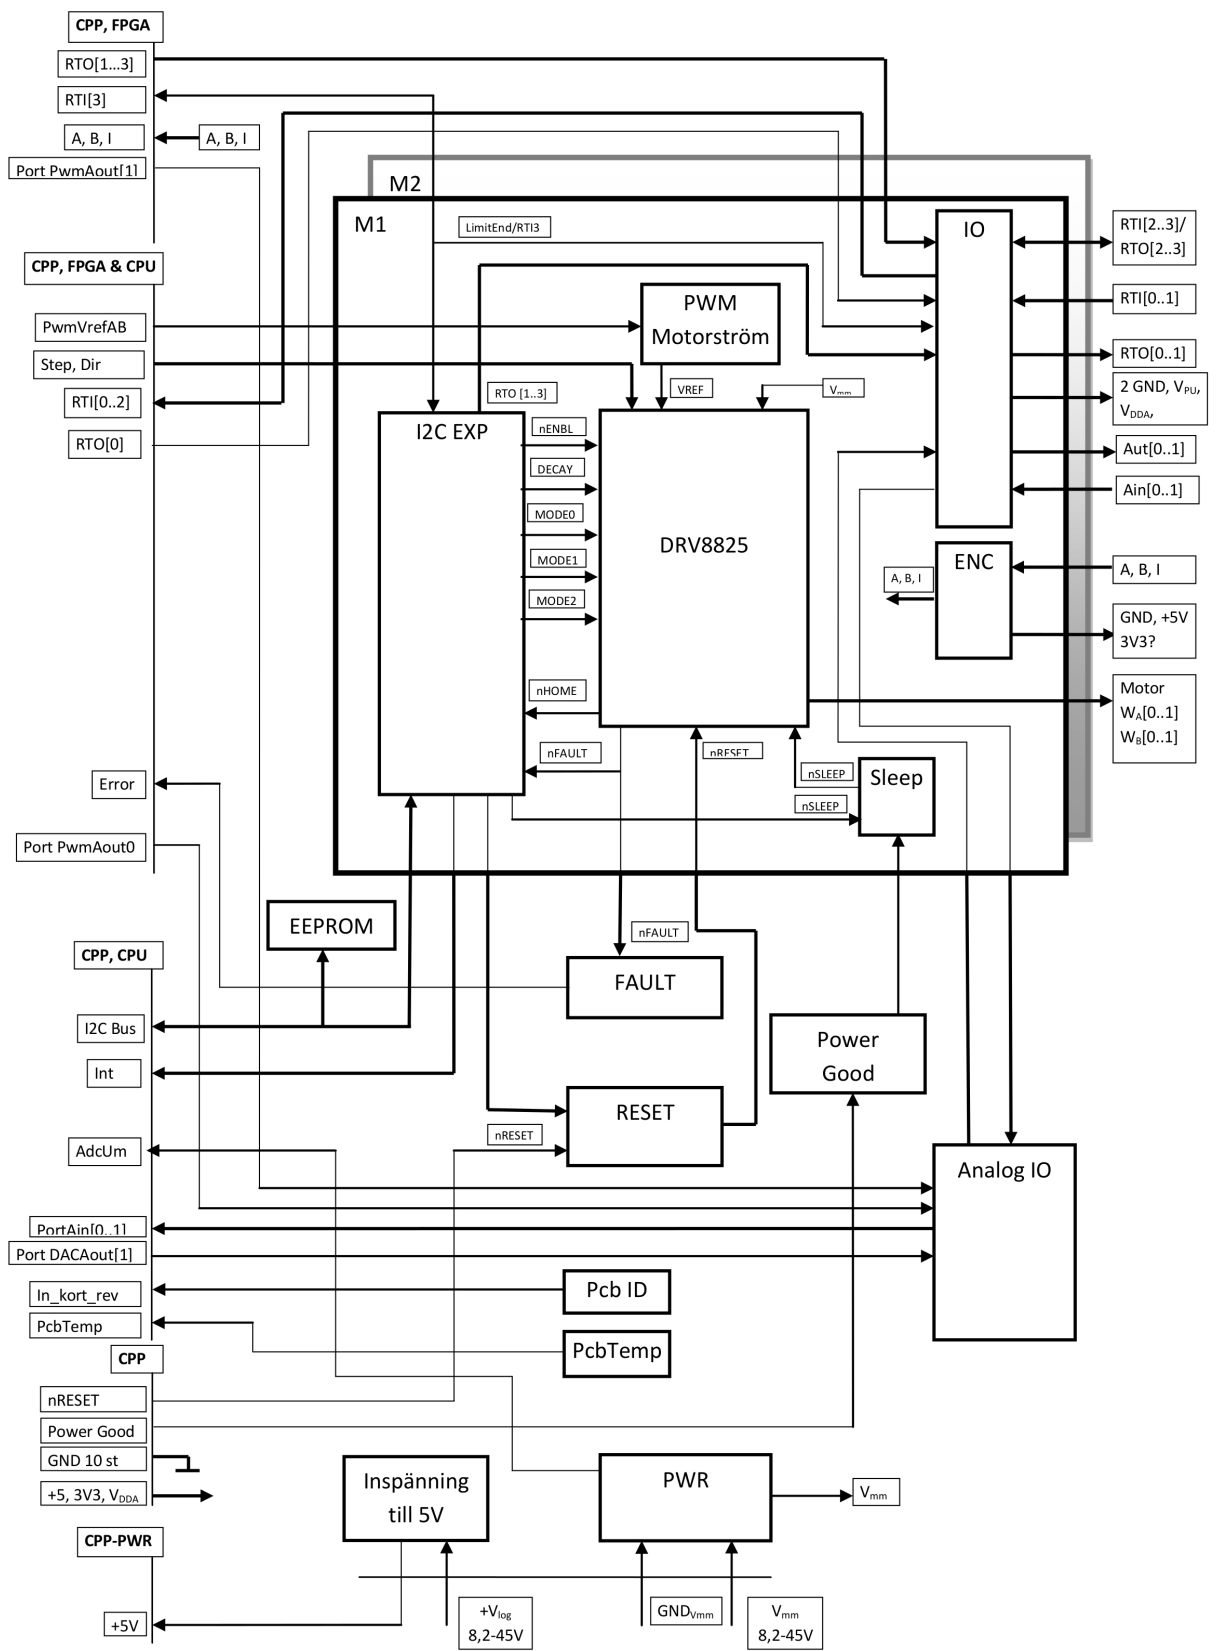 CPP, FPGA
RTO[1…3]
RTI[3]
A, B, I
A, B, I
Port PwmAout[1]
M2
M1
LimitEnd/RTI3
IO
RTI[2..3]/
RTO[2..3]
CPP, FPGA & CPU
RTI[0..1]
PWM
Motorström
PwmVrefAB
RTO[0..1]
Step, Dir
2 GND, VPU,
VDDA,
RTO [1..3]
VREF
Vmm
RTI[0..2]
RTO[0]
I2C EXP
nENBL
Aut[0..1]
DECAY
Ain[0..1]
MODE0
DRV8825
MODE1
ENC
A, B, I
A, B, I
MODE2
GND, +5V
3V3?
nHOME
Motor
WA[0..1]
WB[0..1]
nFAULT
nRESET
nSLEEP
Sleep
Error
nSLEEP
Port PwmAout0
EEPROM
nFAULT
CPP, CPU
FAULT
I2C Bus
Power
Good
Int
RESET
nRESET
AdcUm
Analog IO
PortAin[0..1]
Port DACAout[1]
In_kort_rev
Pcb ID
PcbTemp
PcbTemp
CPP
nRESET
Power Good
GND 10 st
Inspänning
till 5V
PWR
+5, 3V3, VDDA
Vmm
CPP-PWR
+5V
+Vlog
8,2-45V
GNDVmm
Vmm
8,2-45V